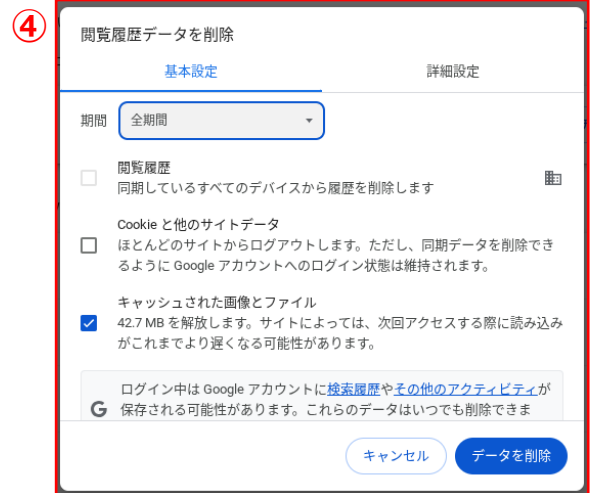 ④
閲覧履歴データを削除
基本設定
詳細設定
期間 全期間
閲覧履歴
同期しているすべてのデバイスから履歴を削除します
Cookie と他のサイトデータ
ほとんどのサイトからログアウトします。ただし、同期データを削除でき
るように Google アカウントへのログイン状態は維持されます。
キャッシュされた画像とファイル
42.7 MB を解放します。サイトによっては、次回アクセスする際に読み込み
がこれまでより遅くなる可能性があります。
ログイン中は Google アカウントに検索履歴やその他のアクティビティが
G 保存される可能性があります。これらのデータはいつでも削除できま
キャンセル
データを削除